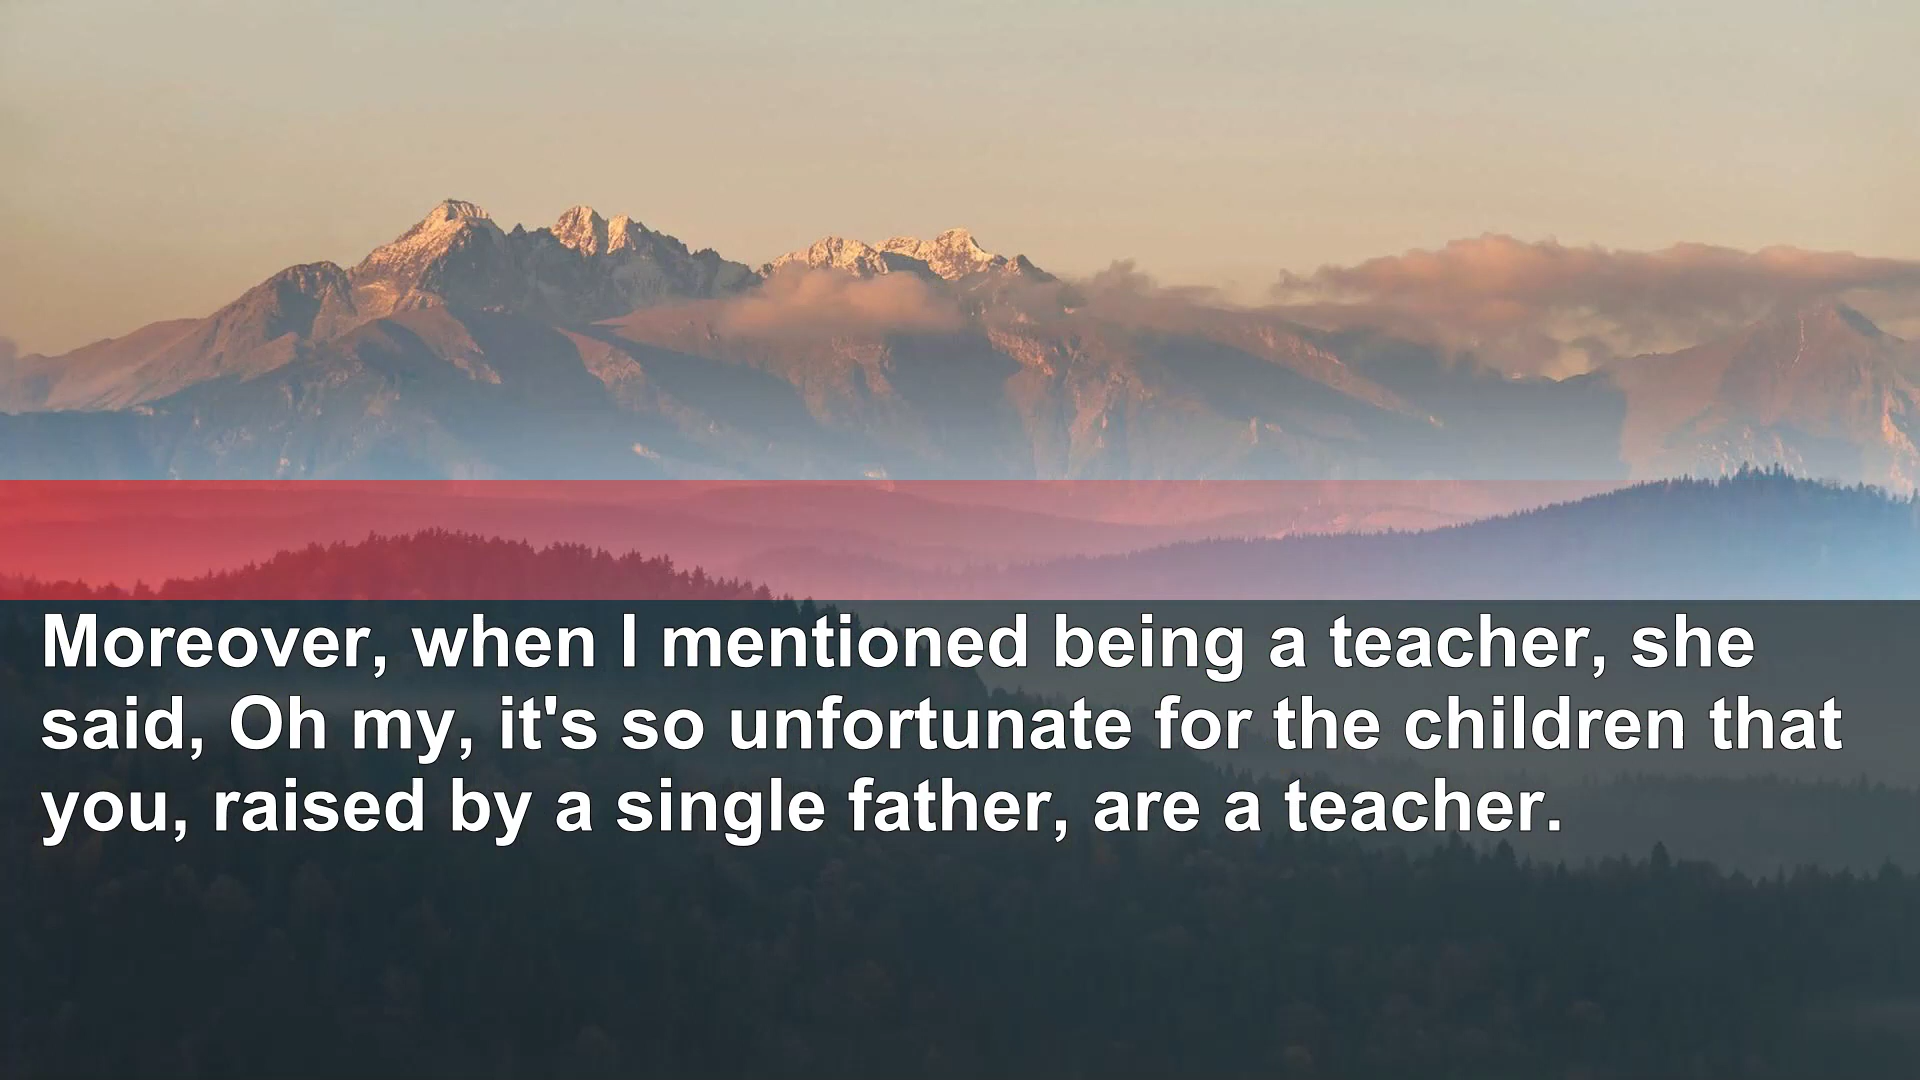 Moreover, when I mentioned being a teacher, she
said, Oh my, it's so unfortunate for the children that
you, raised by a single father, are a teacher.